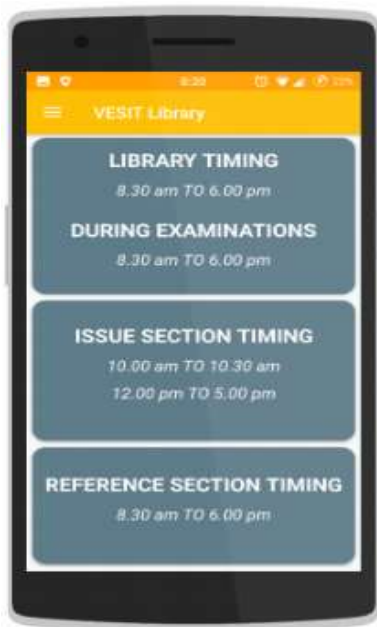 VESIT Library
LIBRARY TIMING
8.30 am TO 6.00 pm
DURING EXAMINATIONS
8.30 am TO 6.00 pm
ISSUE SECTION TIMING
10.00 am TO 10.30 am
12.00 pm TO 5.00 pm
REFERENCE SECTION TIMING
8.30 am TO 6.00 pm